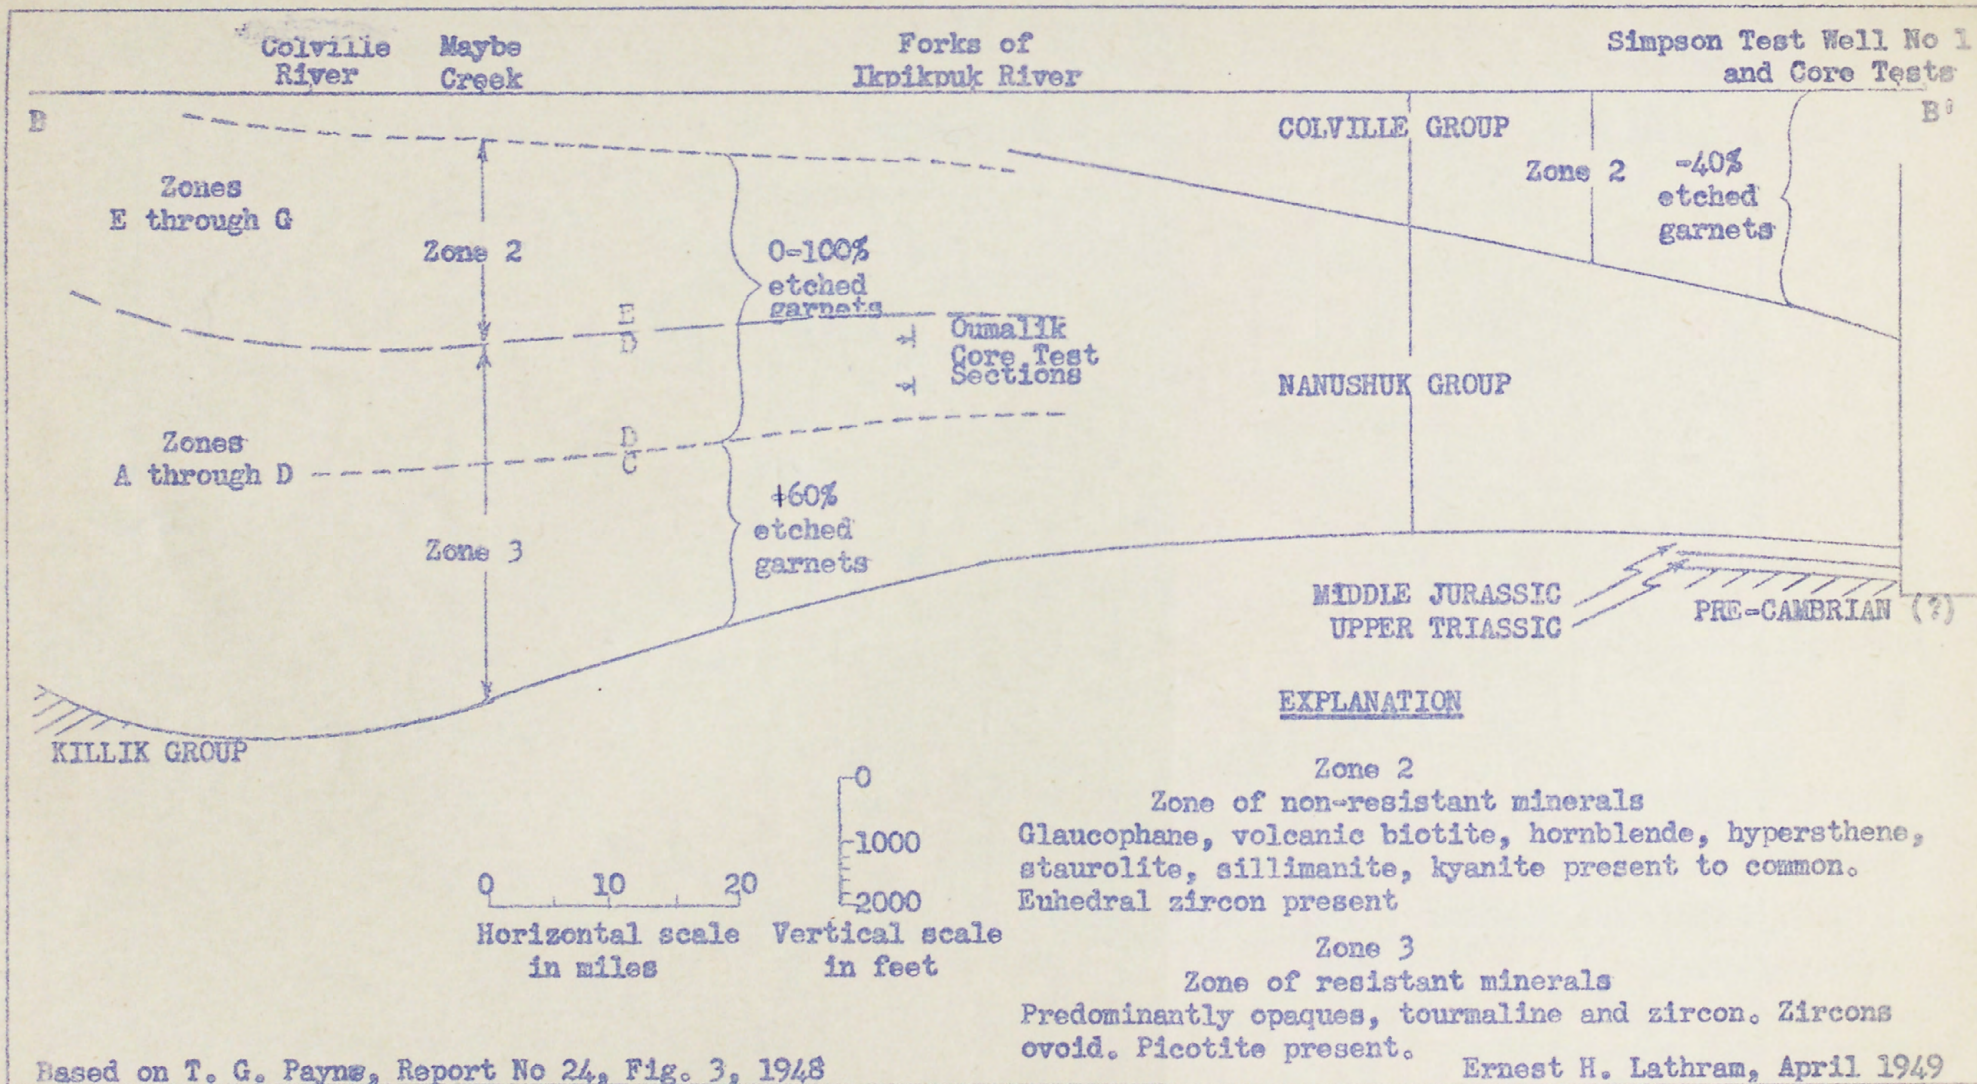 Colville River
Maybe Creek
Forks of Ikpikpuk River
Simpson Test Well No 1
and Core Tests
B
B'
COLVILLE GROUP
Zone 2
-40%
etched
garnets
Zones
E through G
Zone 2
0-100%
etched
garnets
E
D
Oumalik
Core Test
Sections
NANUSHUK GROUP
Zones
A through D
D
C
+60%
etched
garnets
Zone 3
MIDDLE JURASSIC
UPPER TRIASSIC
PRE-CAMBRIAN (?)
KILLIK GROUP
EXPLANATION
Zone 2
Zone of non-resistant minerals
Glaucophane, volcanic biotite, hornblende, hypersthene,
staurolite, sillimanite, kyanite present to common.
Euhedral zircon present
Zone 3
Zone of resistant minerals
Predominantly opaques, tourmaline and zircon. Zircons
ovoid. Picotite present.
0 10 20
Horizontal scale
in miles
0
1000
2000
Vertical scale
in feet
Based on T. G. Payne, Report No 24, Fig. 3, 1948
Ernest H. Lathram, April 1949